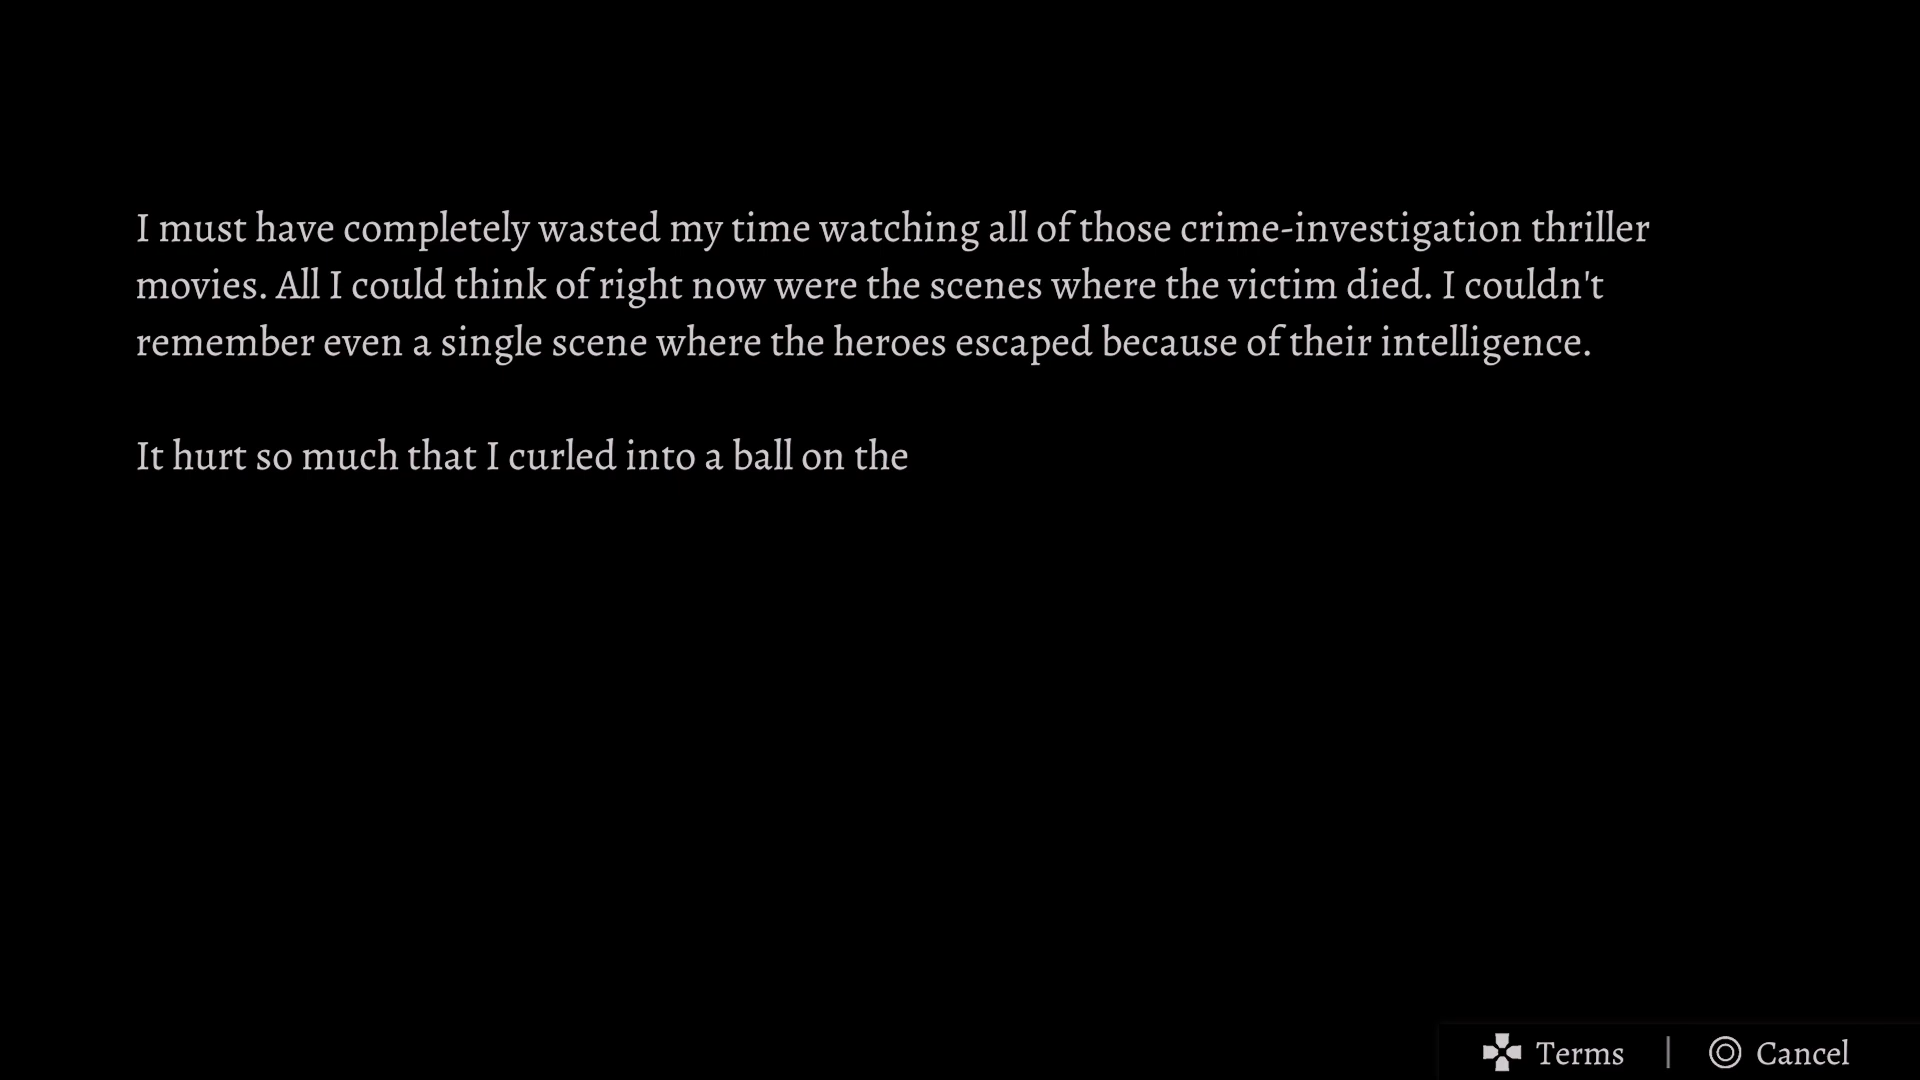 I must have completely wasted my time watching all of those crime-investigation thriller
movies. All I could think of right now were the scenes where the victim died. I couldn't
remember even a single scene where the heroes escaped because of their intelligence.
It hurt so much that I curled into a ball on the
Terms | Cancel